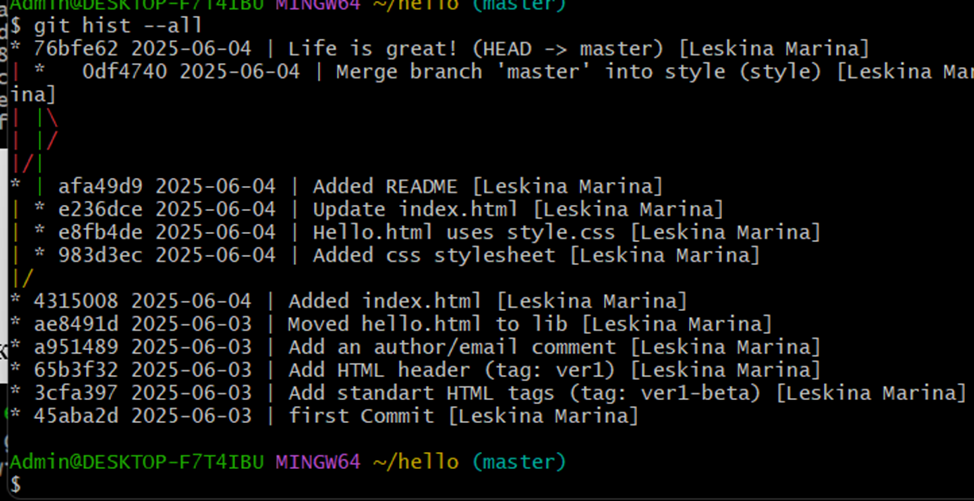 Admin@DESKTOP-F7T4IBU MINGW64 ~/hello (master)
$ git hist --all
* 76bfe62 2025-06-04 | Life is great! (HEAD -> master) [Leskina Marina]
| *   0df4740 2025-06-04 | Merge branch 'master' into style (style) [Leskina Mar
ina]
| |\
| |/
|/|
* | afa49d9 2025-06-04 | Added README [Leskina Marina]
| * e236dce 2025-06-04 | Update index.html [Leskina Marina]
| * e8fb4de 2025-06-04 | Hello.html uses style.css [Leskina Marina]
| * 983d3ec 2025-06-04 | Added css stylesheet [Leskina Marina]
|/
* 4315008 2025-06-04 | Added index.html [Leskina Marina]
* ae8491d 2025-06-03 | Moved hello.html to lib [Leskina Marina]
* a951489 2025-06-03 | Add an author/email comment [Leskina Marina]
* 65b3f32 2025-06-03 | Add HTML header (tag: ver1) [Leskina Marina]
* 3cfa397 2025-06-03 | Add standart HTML tags (tag: ver1-beta) [Leskina Marina]
* 45aba2d 2025-06-03 | first Commit [Leskina Marina]
Admin@DESKTOP-F7T4IBU MINGW64 ~/hello (master)
$